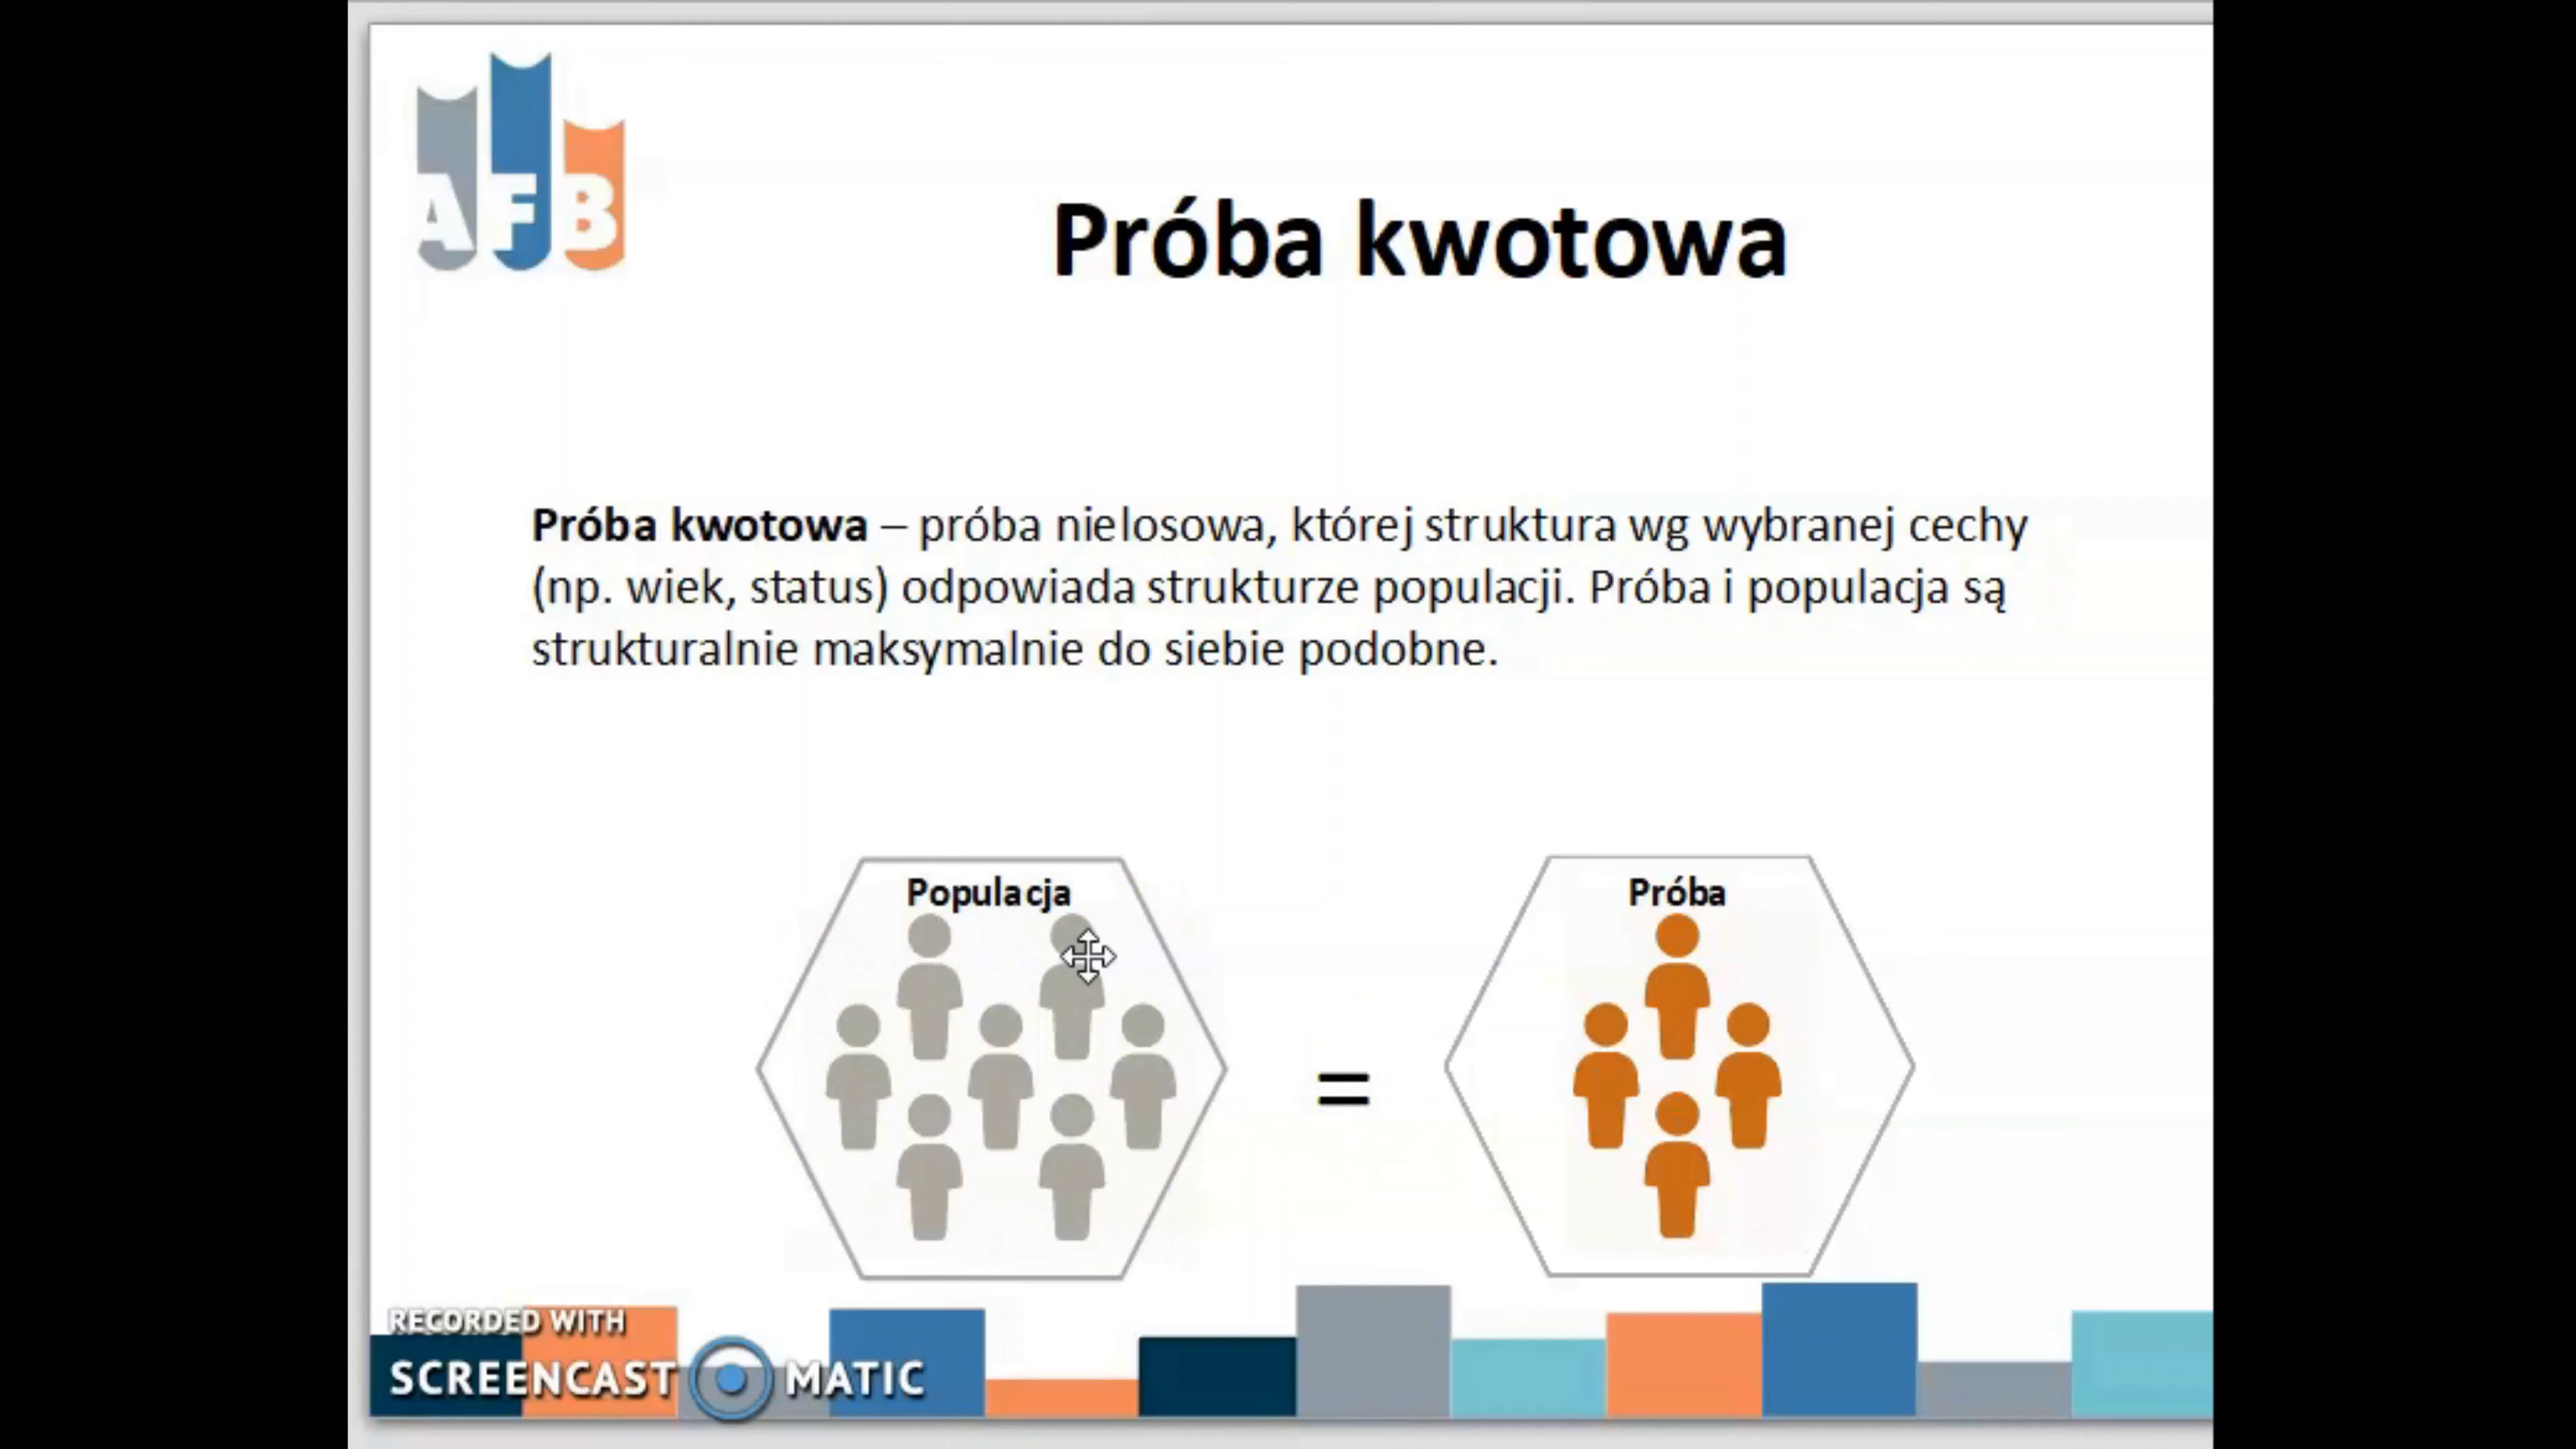 AFB
Próba kwotowa
Próba kwotowa – próba nielosowa, której struktura wg wybranej cechy
(np. wiek, status) odpowiada strukturze populacji. Próba i populacja są
strukturalnie maksymalnie do siebie podobne.
Populacja
Próba
=
RECORDED WITH
SCREENCAST MATIC